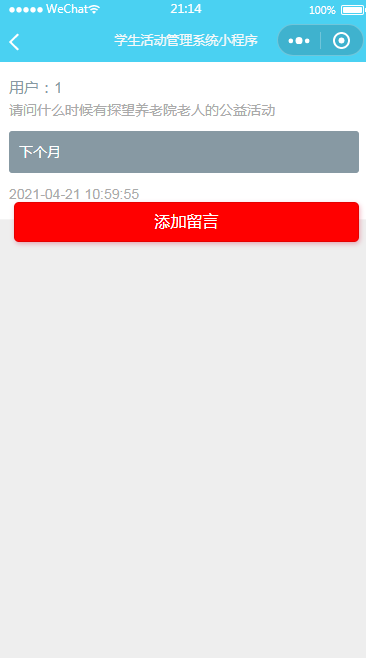 WeChat
21:14
100%
学生活动管理系统小程序
用户：1
请问什么时候有探望养老院老人的公益活动
下个月
2021-04-21 10:59:55
添加留言